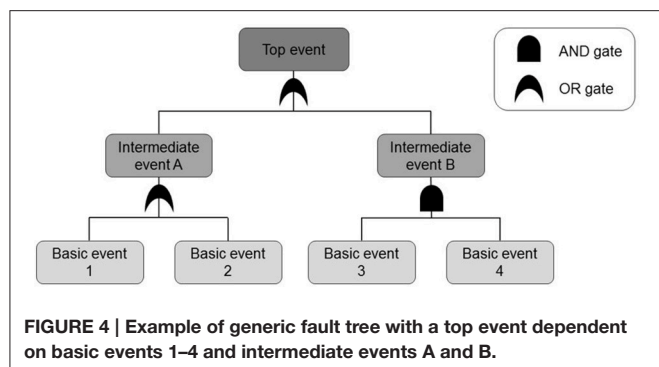 Top event
AND gate
OR gate
Intermediate
event A
Intermediate
event B
Basic event
1
Basic event
2
Basic event
3
Basic event
4
FIGURE 4 | Example of generic fault tree with a top event dependent
on basic events 1–4 and intermediate events A and B.